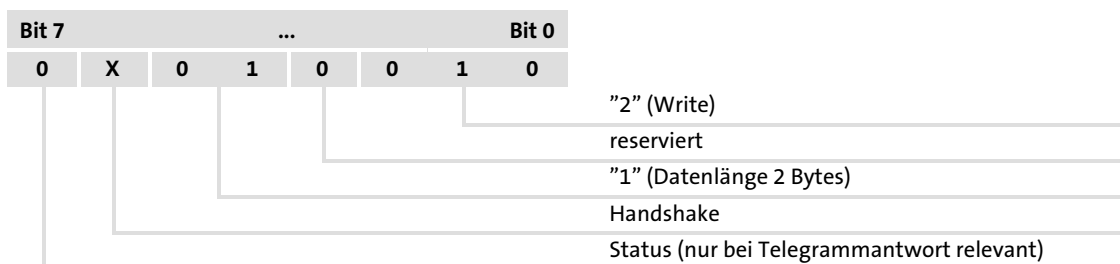 Bit 7 ... Bit 0
0 X 0 1 0 0 1 0
”2” (Write)
reserviert
”1” (Datenlänge 2 Bytes)
Handshake
Status (nur bei Telegrammantwort relevant)